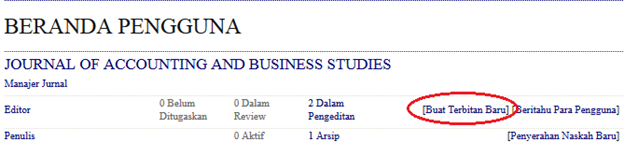 BERANDA PENGGUNA
JOURNAL OF ACCOUNTING AND BUSINESS STUDIES
Manajer Jurnal
Editor 0 Belum Ditugaskan 0 Dalam Review 2 Dalam Pengeditan [Buat Terbitan Baru] [Beritahu Para Pengguna]
Penulis 0 Aktif 1 Arsip [Penyerahan Naskah Baru]